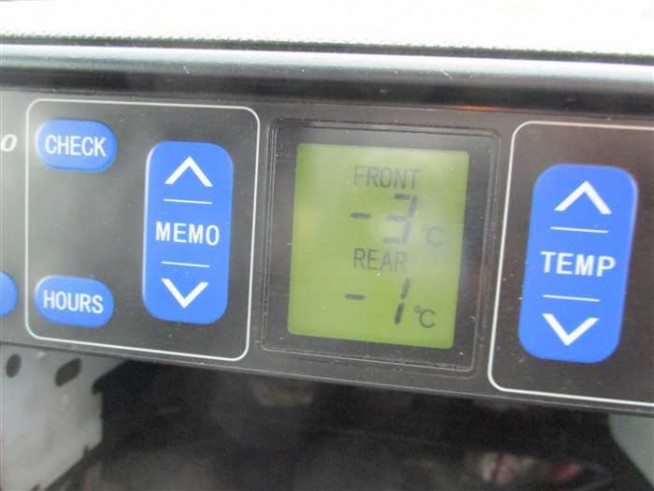 CHECK
MEMO
HOURS
FRONT
-3°C
REAR
-1°C
TEMP